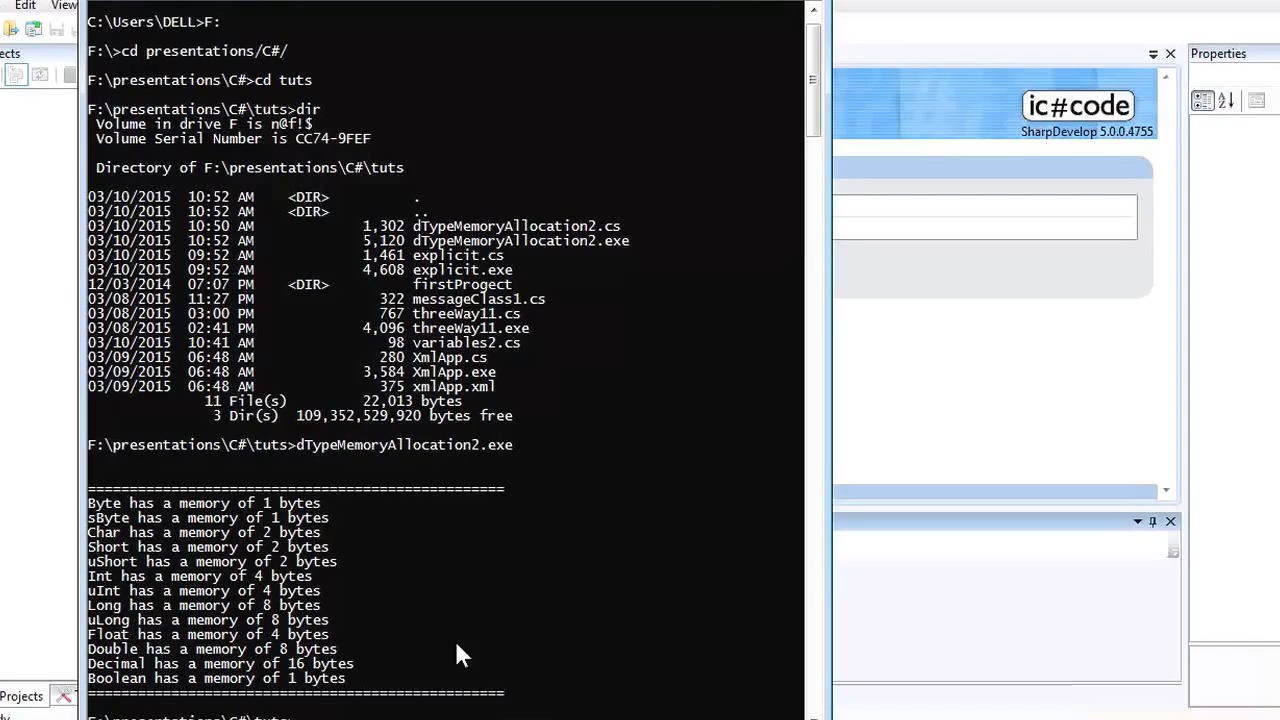 Edit View
C:\Users\DELL>F:
F:\>cd presentations/C#/
ects
Properties
F:\presentations\C#>cd tuts
ic#code
F:\presentations\C#\tuts>dir
Volume in drive F is n@f!$
SharpDevelop 5.0.0.4755
Volume Serial Number is CC74-9FEF
Directory of F:\presentations\C#\tuts
03/10/2015 10:52 AM <DIR> .
03/10/2015 10:52 AM <DIR> ..
03/10/2015 10:50 AM 1,302 dTypeMemoryAllocation2.cs
03/10/2015 10:52 AM 5,120 dTypeMemoryAllocation2.exe
03/10/2015 09:52 AM 1,461 explicit.cs
03/10/2015 09:52 AM 4,608 explicit.exe
12/03/2014 07:07 PM <DIR> firstProgect
03/08/2015 11:27 PM 322 messageClass1.cs
03/08/2015 03:00 PM 767 threeWay11.cs
03/08/2015 02:41 PM 4,096 threeWay11.exe
03/10/2015 10:41 AM 98 variables2.cs
03/09/2015 06:48 AM 280 XmlApp.cs
03/09/2015 06:48 AM 3,584 XmlApp.exe
03/09/2015 06:48 AM 375 xmlApp.xml
11 File(s) 22,013 bytes
3 Dir(s) 109,352,529,920 bytes free
F:\presentations\C#\tuts>dTypeMemoryAllocation2.exe
==================================================
Byte has a memory of 1 bytes
sByte has a memory of 1 bytes
Char has a memory of 2 bytes
Short has a memory of 2 bytes
uShort has a memory of 2 bytes
Int has a memory of 4 bytes
uInt has a memory of 4 bytes
Long has a memory of 8 bytes
uLong has a memory of 8 bytes
Float has a memory of 4 bytes
Double has a memory of 8 bytes
Decimal has a memory of 16 bytes
Boolean has a memory of 1 bytes
==================================================
Projects
F:\presentations\C#\tuts>